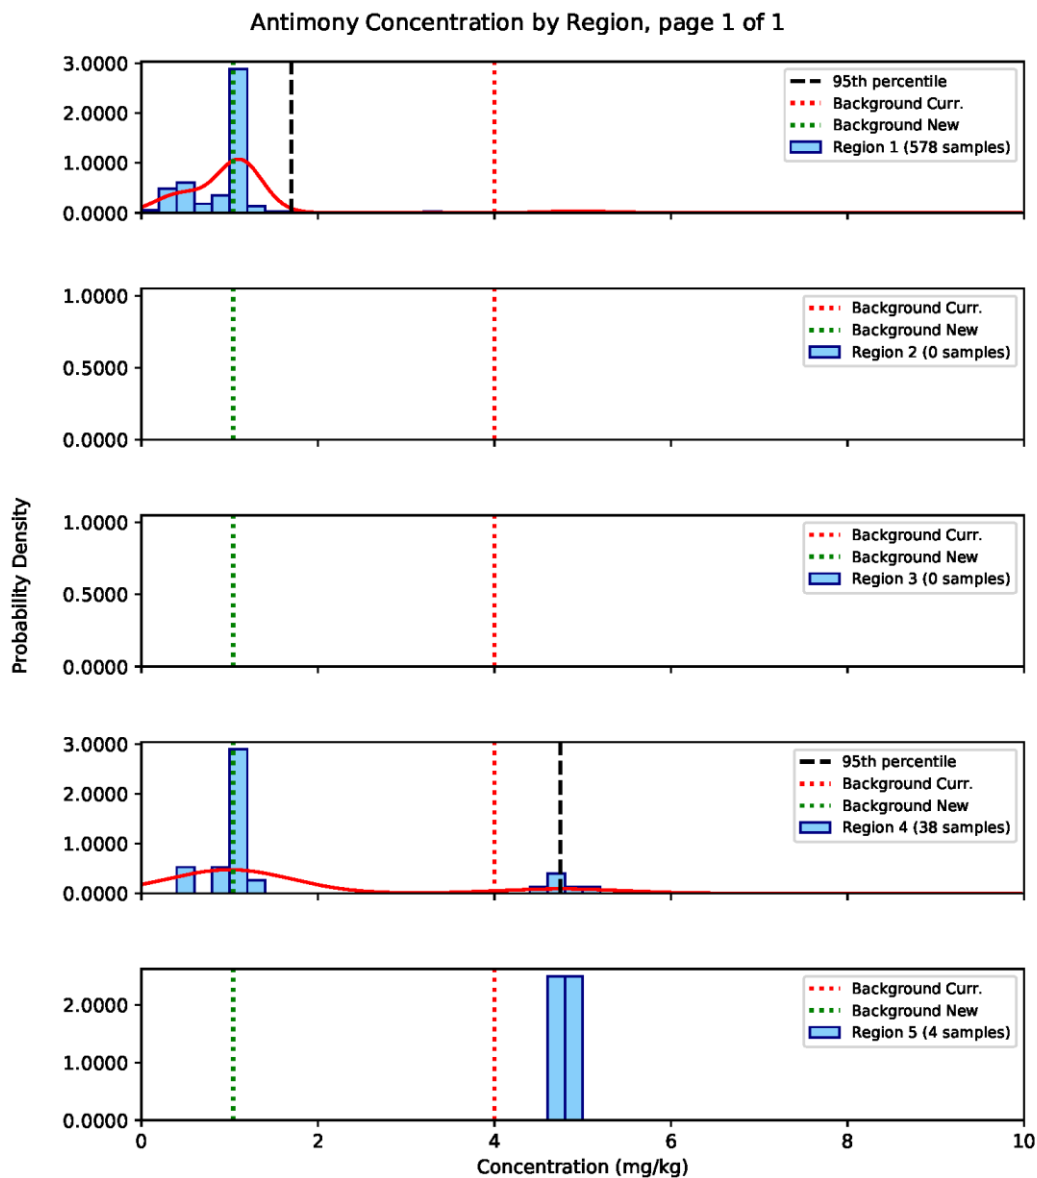 Antimony Concentration by Region, page 1 of 1
3.0000
2.0000
1.0000
0.0000
95th percentile
Background Curr.
Background New
Region 1 (578 samples)
1.0000
0.5000
0.0000
Background Curr.
Background New
Region 2 (0 samples)
Probability Density
1.0000
0.5000
0.0000
Background Curr.
Background New
Region 3 (0 samples)
3.0000
2.0000
1.0000
0.0000
95th percentile
Background Curr.
Background New
Region 4 (38 samples)
2.0000
1.0000
0.0000
Background Curr.
Background New
Region 5 (4 samples)
0 2 4 6 8 10
Concentration (mg/kg)